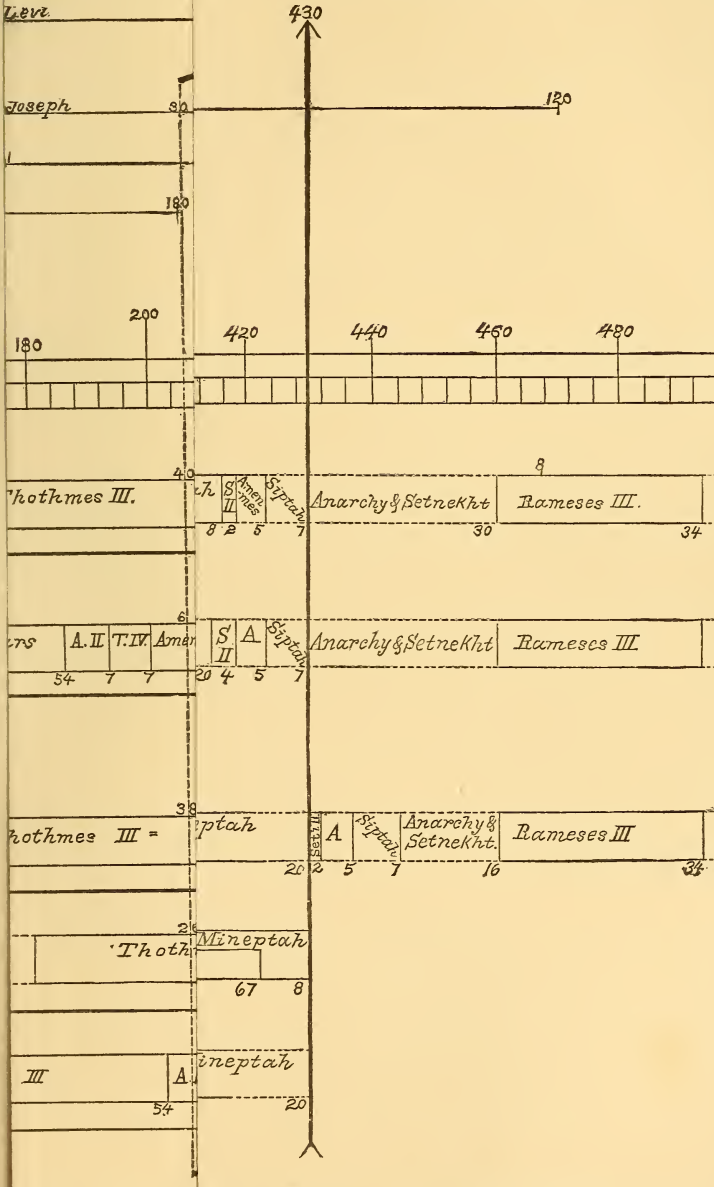 Levi.
430
Joseph
30
120
180
180
200
420
440
460
480
40
8
Thothmes III.
S II
Amen mes
Siptah
Anarchy & Setnekht
Rameses III.
8
2
5
7
30
34
6
A. II
T. IV.
Amen
S II
A
Siptah
Anarchy & Setnekht
Rameses III
54
7
7
20
4
5
7
38
hothmes III =
ptah
Seti II
A
Siptah
Anarchy & Setnekht.
Rameses III
20
2
5
7
16
34
26
Thoth
Mineptah
67
8
III
A.
ineptah
54
20